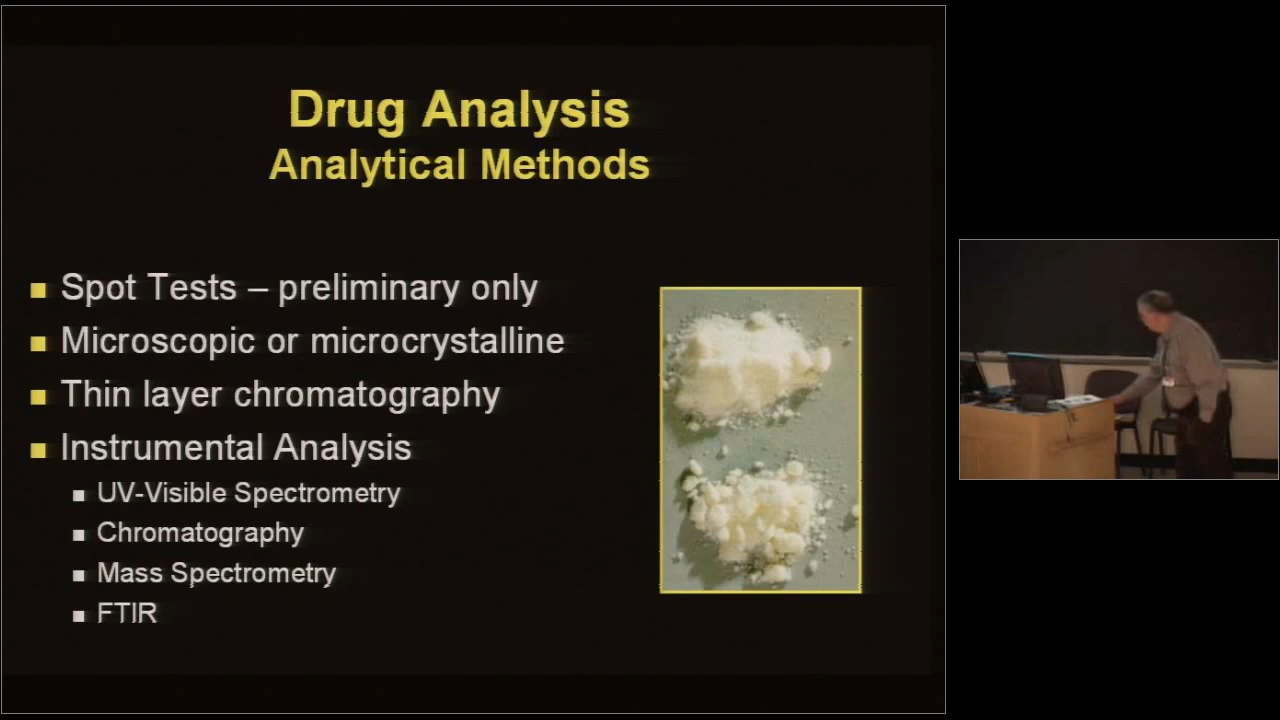 Drug Analysis
Analytical Methods
Spot Tests – preliminary only
Microscopic or microcrystalline
Thin layer chromatography
Instrumental Analysis
UV-Visible Spectrometry
Chromatography
Mass Spectrometry
FTIR